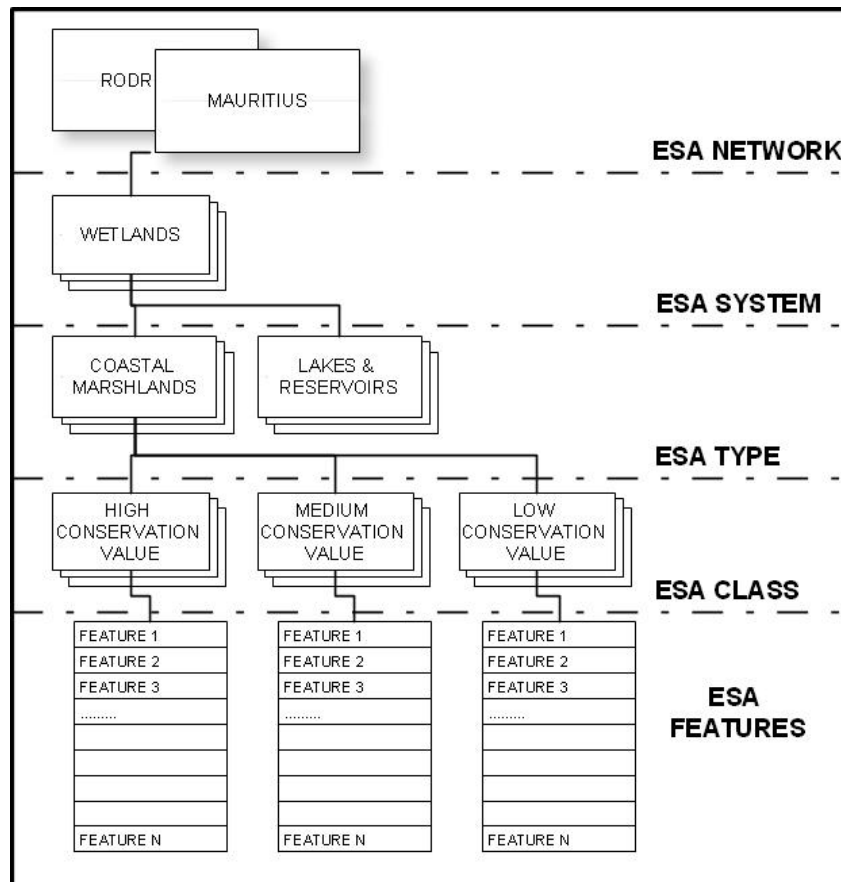 RODR
MAURITIUS
ESA NETWORK
WETLANDS
ESA SYSTEM
COASTAL
MARSHLANDS
LAKES &
RESERVOIRS
ESA TYPE
HIGH
CONSERVATION
VALUE
MEDIUM
CONSERVATION
VALUE
LOW
CONSERVATION
VALUE
ESA CLASS
FEATURE 1
FEATURE 2
FEATURE 3
.........
FEATURE N
FEATURE 1
FEATURE 2
FEATURE 3
.........
FEATURE N
FEATURE 1
FEATURE 2
FEATURE 3
.........
FEATURE N
ESA
FEATURES